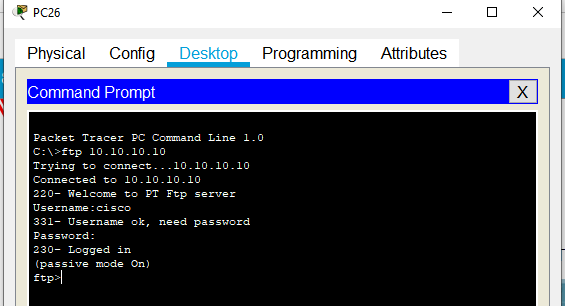 PC26
Physical Config Desktop Programming Attributes
Command Prompt X
Packet Tracer PC Command Line 1.0
C:\>ftp 10.10.10.10
Trying to connect...10.10.10.10
Connected to 10.10.10.10
220- Welcome to PT Ftp server
Username:cisco
331- Username ok, need password
Password:
230- Logged in
(passive mode On)
ftp>